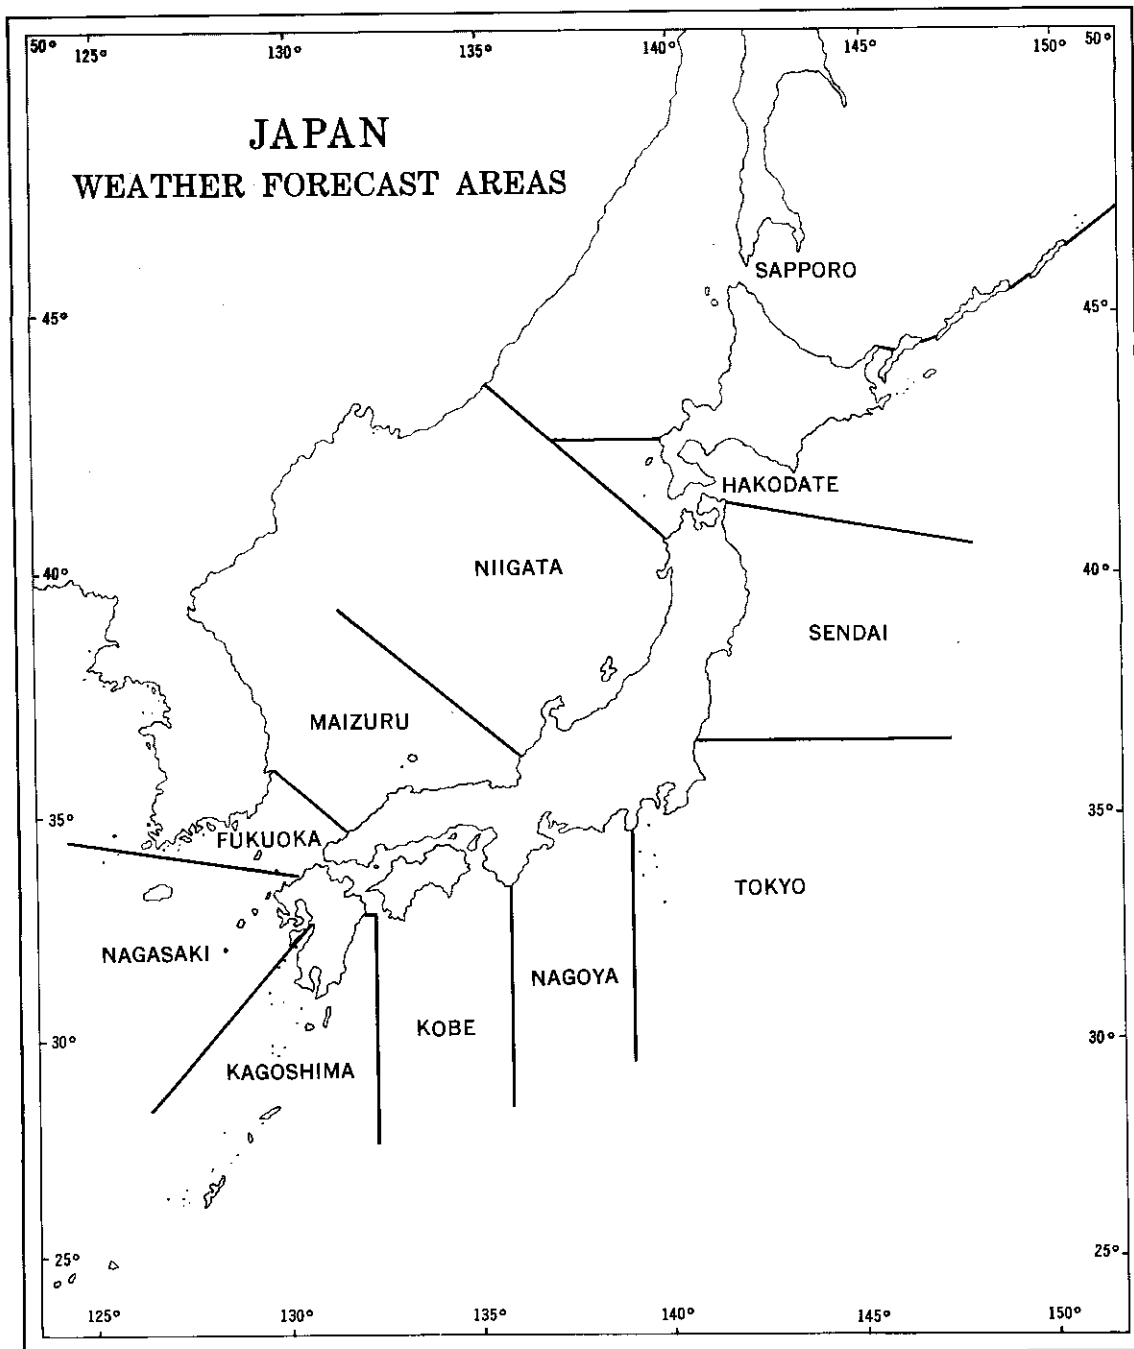 50° 125° 130° 135° 140° 145° 150° 50°
JAPAN
WEATHER FORECAST AREAS
SAPPORO
45° 45°
HAKODATE
NIIGATA
40° 40°
SENDAI
MAIZURU
35° 35°
FUKUOKA
TOKYO
NAGASAKI
NAGOYA
KOBE
30° 30°
KAGOSHIMA
25° 25°
125° 130° 135° 140° 145° 150°